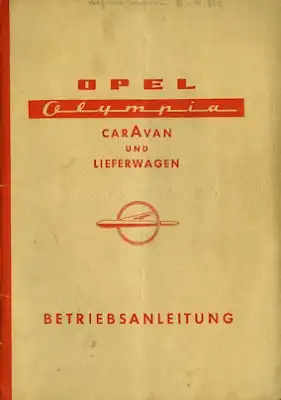 OPEL
Olympia
CARAVAN
UND
LIEFERWAGEN
BETRIEBSANLEITUNG